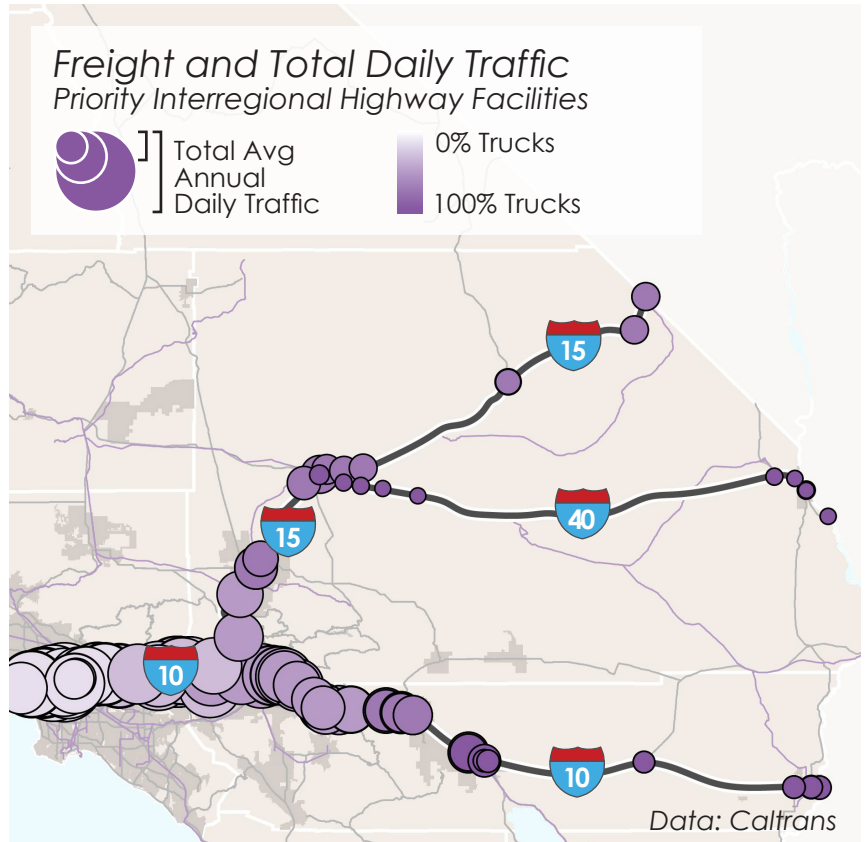 Freight and Total Daily Traffic
Priority Interregional Highway Facilities
Total Avg
Annual
Daily Traffic
0% Trucks
100% Trucks
15
15
40
10
10
Data: Caltrans